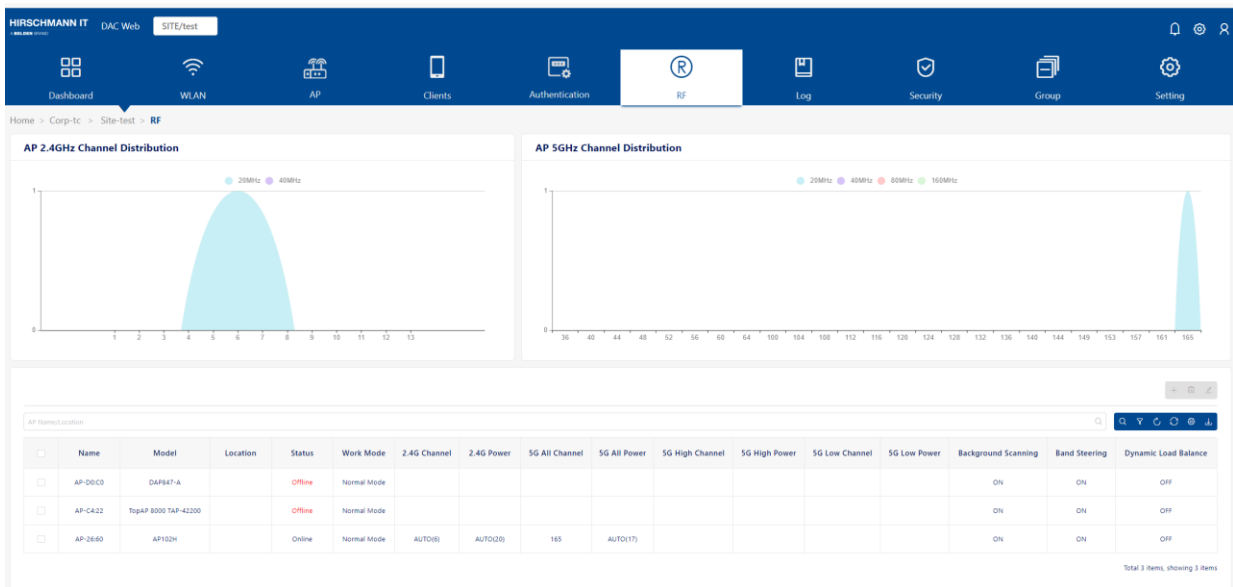 HIRSCHMANN IT
A BELDEN BRAND
DAC Web
SITE/test
Dashboard WLAN AP Clients Authentication RF Log Security Group Setting
Home > Corp-tc > Site-test > RF
AP 2.4GHz Channel Distribution
20MHz 40MHz
1
0
1 2 3 4 5 6 7 8 9 10 11 12 13
AP 5GHz Channel Distribution
20MHz 40MHz 80MHz 160MHz
1
0
36 40 44 48 52 56 60 64 100 104 108 112 116 120 124 128 132 136 140 144 149 153 157 161 165
AP Name/Location
Name Model Location Status Work Mode 2.4G Channel 2.4G Power 5G All Channel 5G All Power 5G High Channel 5G High Power 5G Low Channel 5G Low Power Background Scanning Band Steering Dynamic Load Balance
AP-D0:C0 DAP847-A Offline Normal Mode ON ON OFF
AP-C4:22 TopAP 8000 TAP-42200 Offline Normal Mode ON ON OFF
AP-26:60 AP102H Online Normal Mode AUTO(6) AUTO(20) 165 AUTO(17) ON ON OFF
Total 3 items, showing 3 items